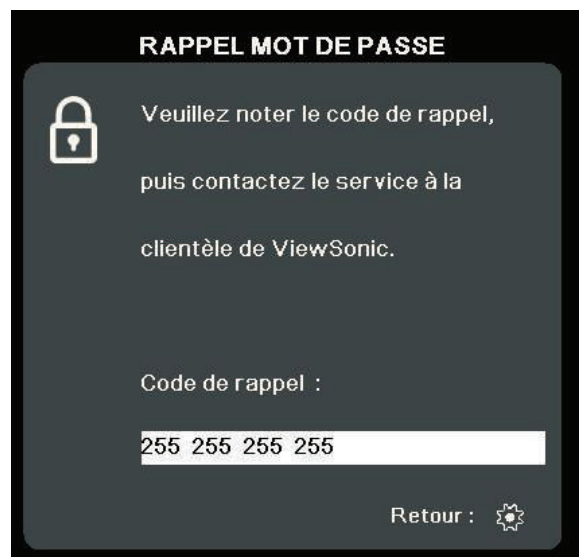 RAPPEL MOT DE PASSE
Veuillez noter le code de rappel,
puis contactez le service à la
clientèle de ViewSonic.
Code de rappel :
255 255 255 255
Retour :